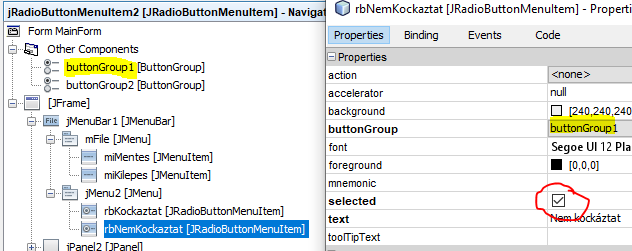 jRadioButtonMenuItem2 [JRadioButtonMenuItem] - Navigat
Form MainForm
Other Components
buttonGroup1 [ButtonGroup]
buttonGroup2 [ButtonGroup]
[JFrame]
jMenuBar1 [JMenuBar]
mFile [JMenu]
miMentes [JMenuItem]
miKilepes [JMenuItem]
jMenu2 [JMenu]
rbKockaztat [JRadioButtonMenuItem]
rbNemKockaztat [JRadioButtonMenuItem]
jPanel2 [JPanel]
rbNemKockaztat [JRadioButtonMenuItem] - Properti
Properties Binding Events Code
Properties
action <none>
accelerator null
background [240,240,240
buttonGroup buttonGroup1
font Segoe UI 12 Pla
foreground [0,0,0]
mnemonic
selected
text Nem kockáztat
toolTipText